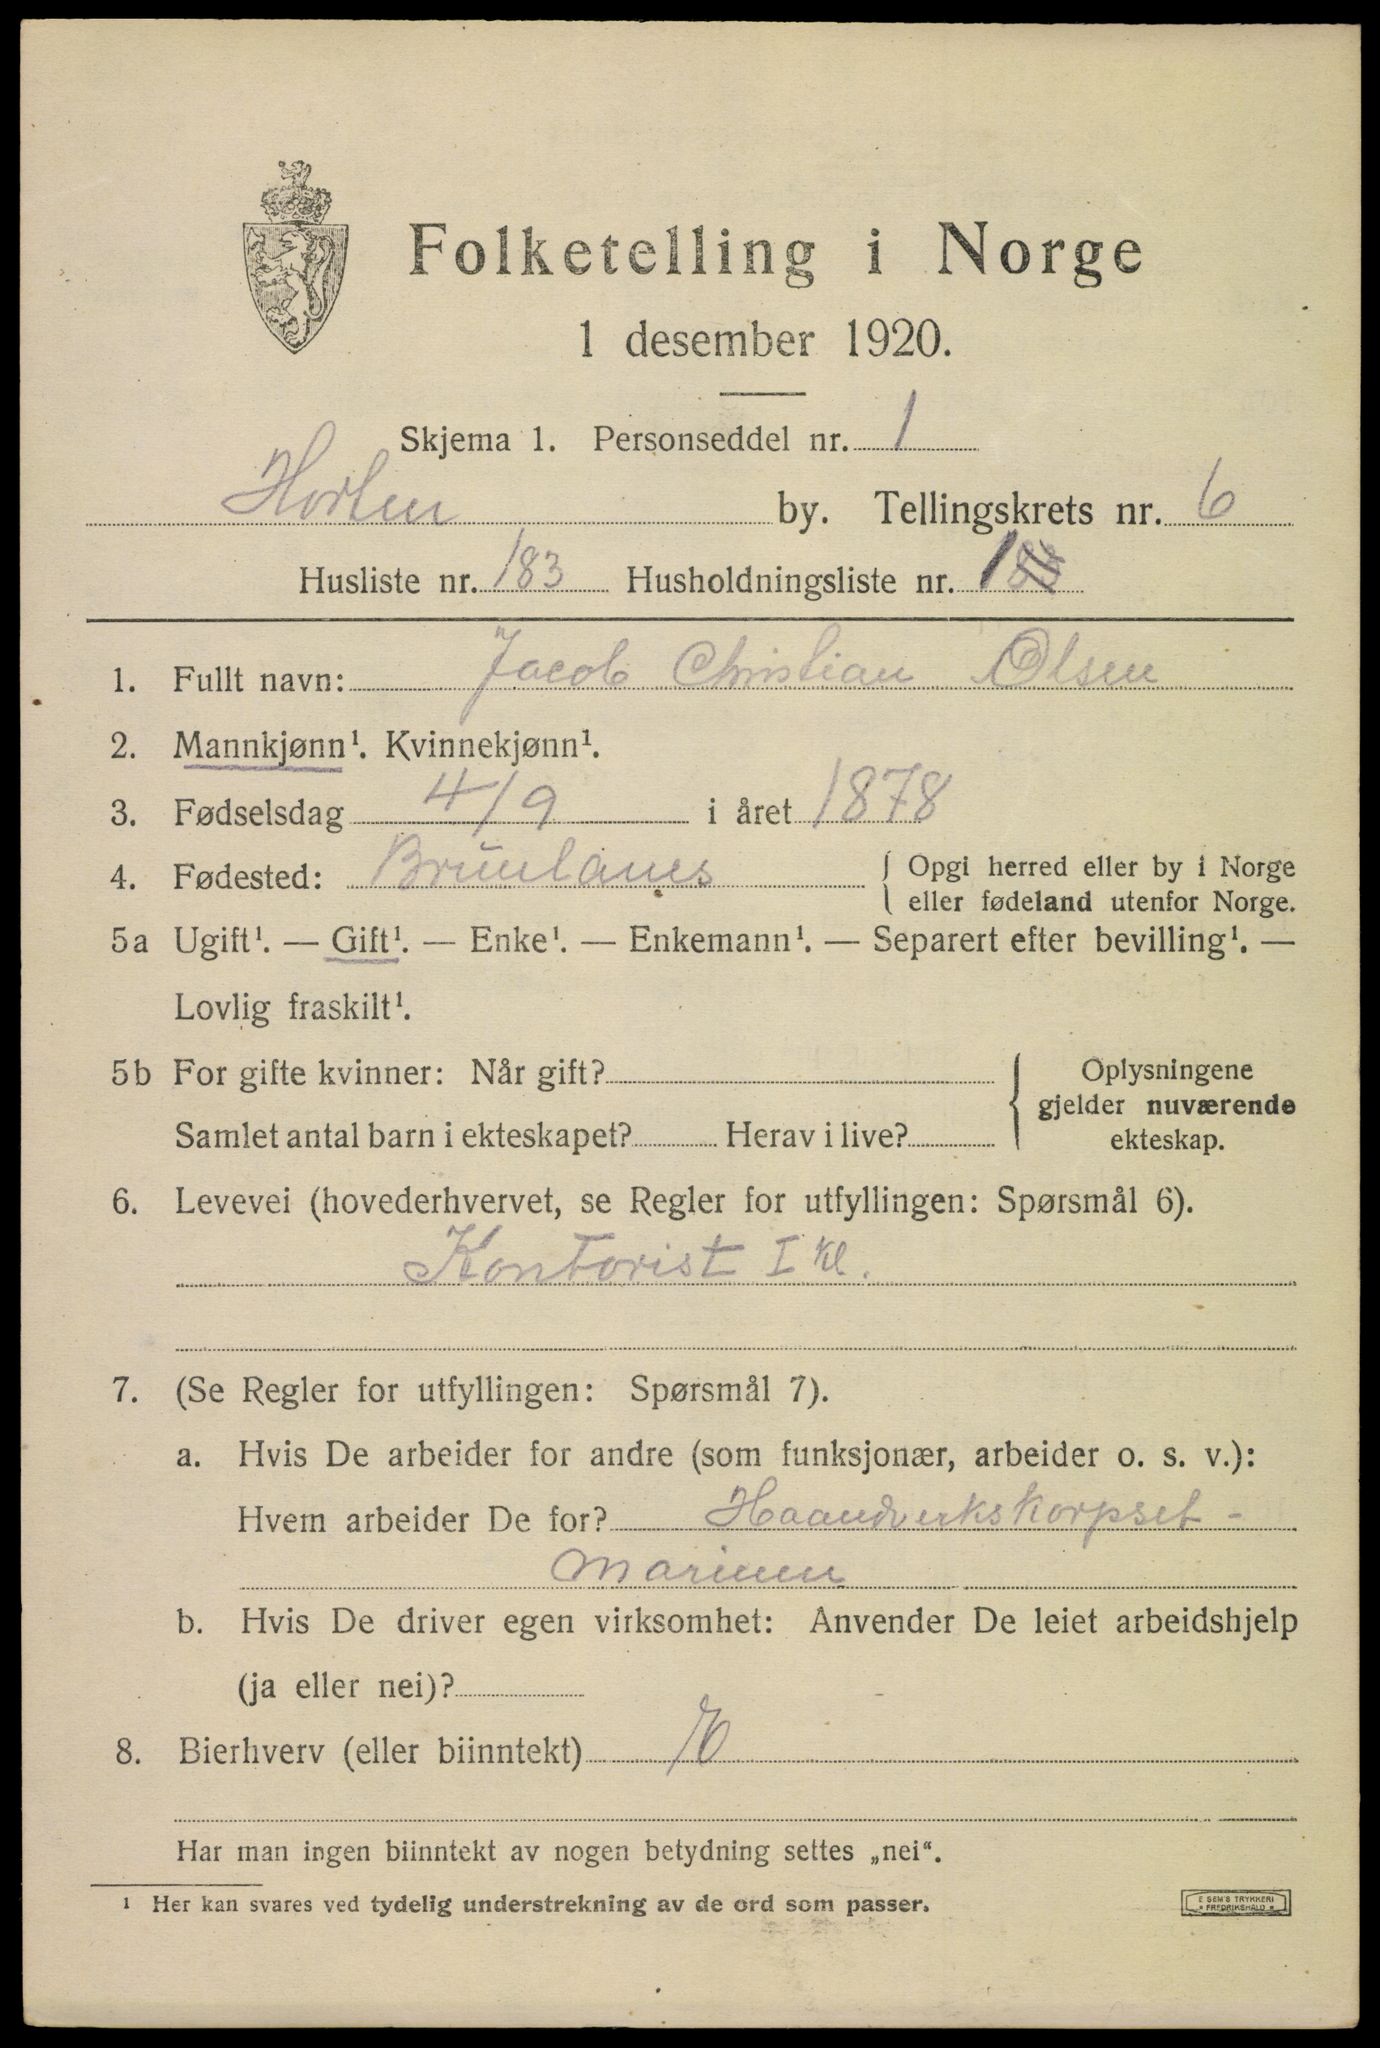 Folketelling i Norge
1 desember 1920.
Skjema 1. Personseddel nr. 1
Horten by. Tellingskrets nr. 6
Husliste nr. 183 Husholdningsliste nr. 1
1. Fullt navn: Jacob Christian Olsen
2. Mannkjønn¹. Kvinnekjønn¹.
3. Fødselsdag 4/9 i året 1878
4. Fødested: Brunlanes { Opgi herred eller by i Norge
eller fødeland utenfor Norge.
5a Ugift¹. — Gift¹. — Enke¹. — Enkemann¹. — Separert efter bevilling¹. —
Lovlig fraskilt¹.
5b For gifte kvinner: Når gift? { Oplysningene
gjelder nuværende
Samlet antal barn i ekteskapet? Herav i live? ekteskap.
6. Levevei (hovederhvervet, se Regler for utfyllingen: Spørsmål 6).
Kontorist I Kl.
7. (Se Regler for utfyllingen: Spørsmål 7).
a. Hvis De arbeider for andre (som funksjonær, arbeider o. s. v.):
Hvem arbeider De for? Haandverkskorpset -
Marinen
b. Hvis De driver egen virksomhet: Anvender De leiet arbeidshjelp
(ja eller nei)?
8. Bierhverv (eller biinntekt)
Har man ingen biinntekt av nogen betydning settes „nei“.
¹ Her kan svares ved tydelig understrekning av de ord som passer.
E SEM'S TRYKKERI
FREDRIKSHALD